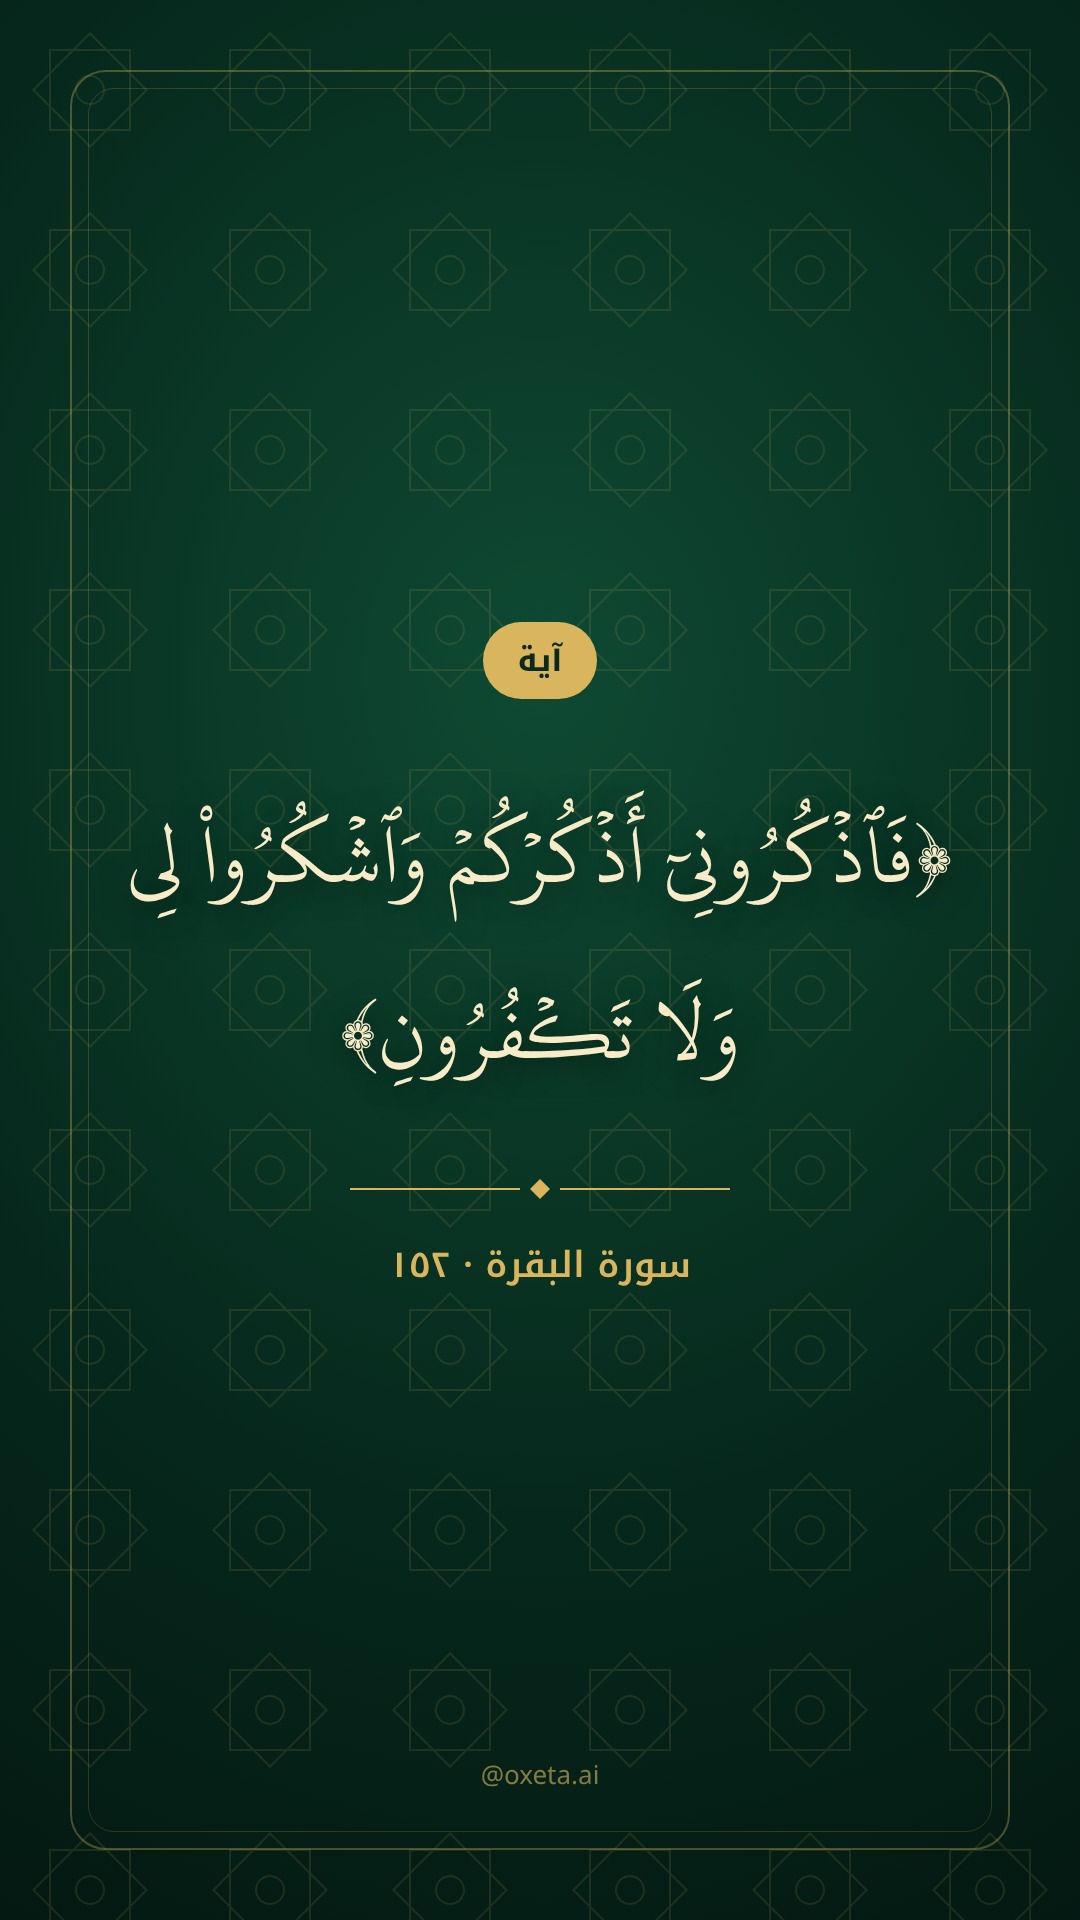 آية
﴿فَٱذۡكُرُونِيٓ أَذۡكُرۡكُمۡ وَٱشۡكُرُواْ لِي
وَلَا تَكۡفُرُونِ﴾
سورة البقرة · ١٥٢
@oxeta.ai